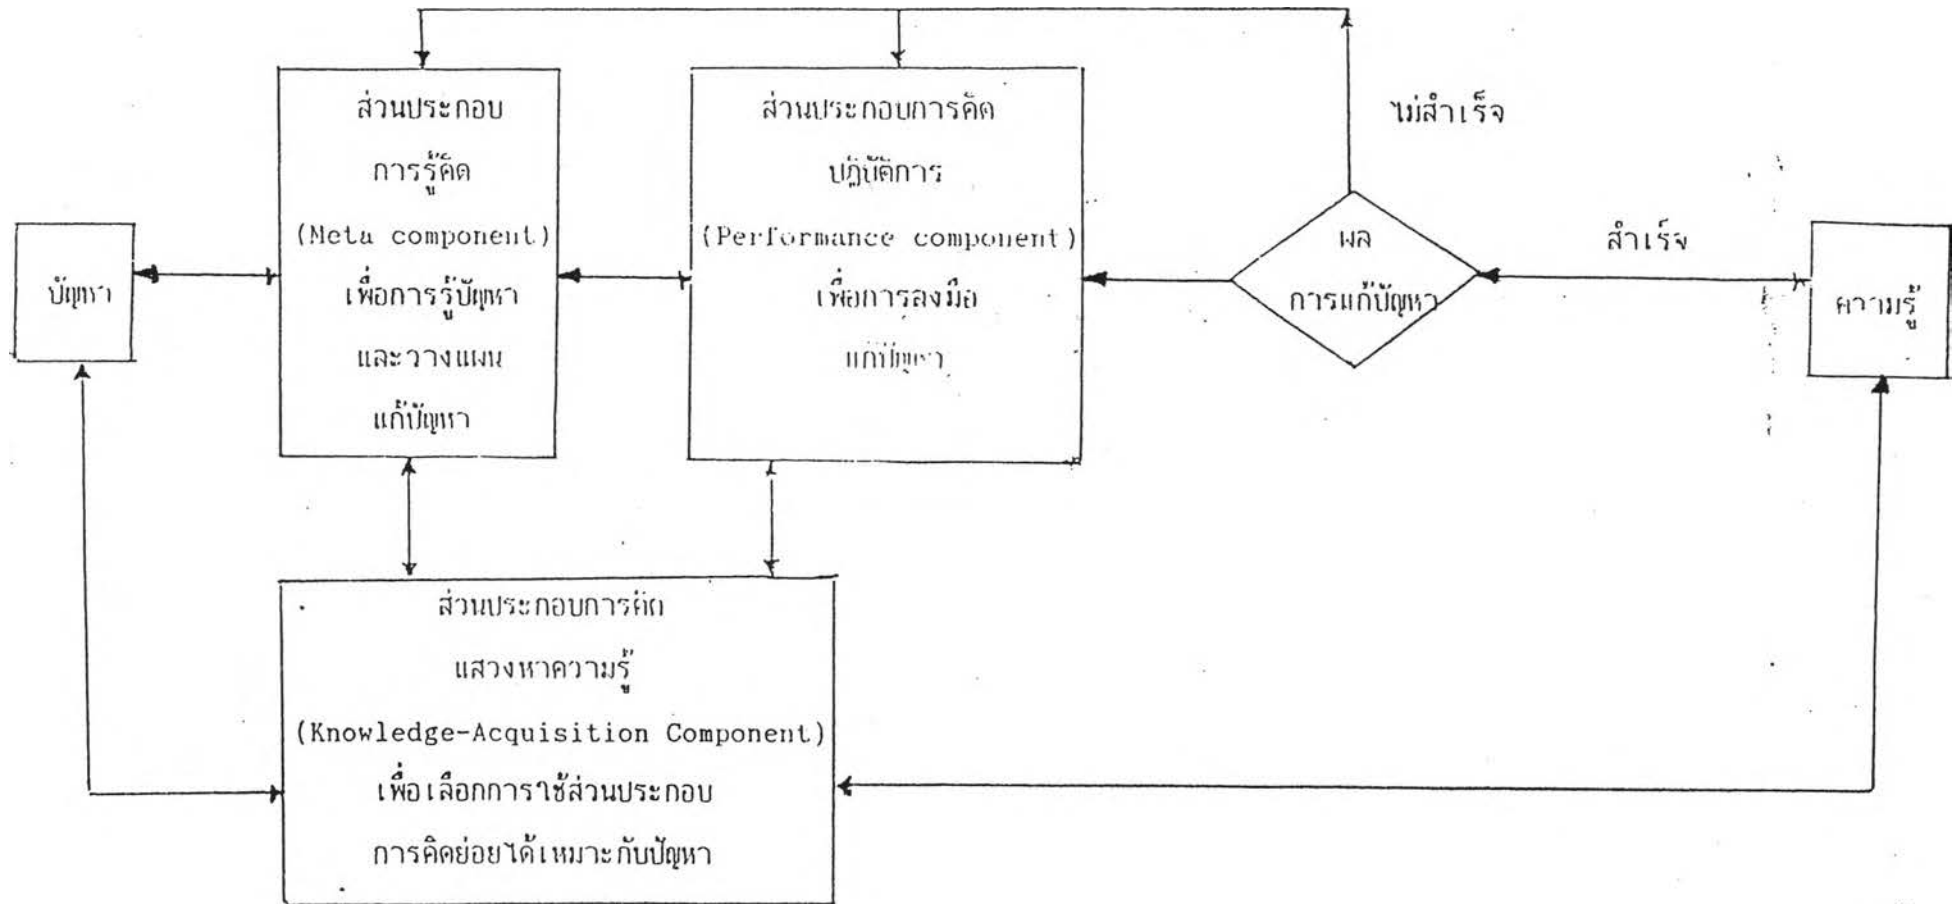 ปัญหา
ส่วนประกอบ
การรู้คิด
(Meta component)
เพื่อการรู้ปัญหา
และวางแผน
แก้ปัญหา
ส่วนประกอบการคิด
ปฏิบัติการ
(Performance component)
เพื่อการลงมือ
แก้ปัญหา
ไม่สำเร็จ
ผล
การแก้ปัญหา
สำเร็จ
ความรู้
ส่วนประกอบการคิด
แสวงหาความรู้
(Knowledge-Acquisition Component)
เพื่อเลือกการใช้ส่วนประกอบ
การคิดย่อยได้เหมาะกับปัญหา